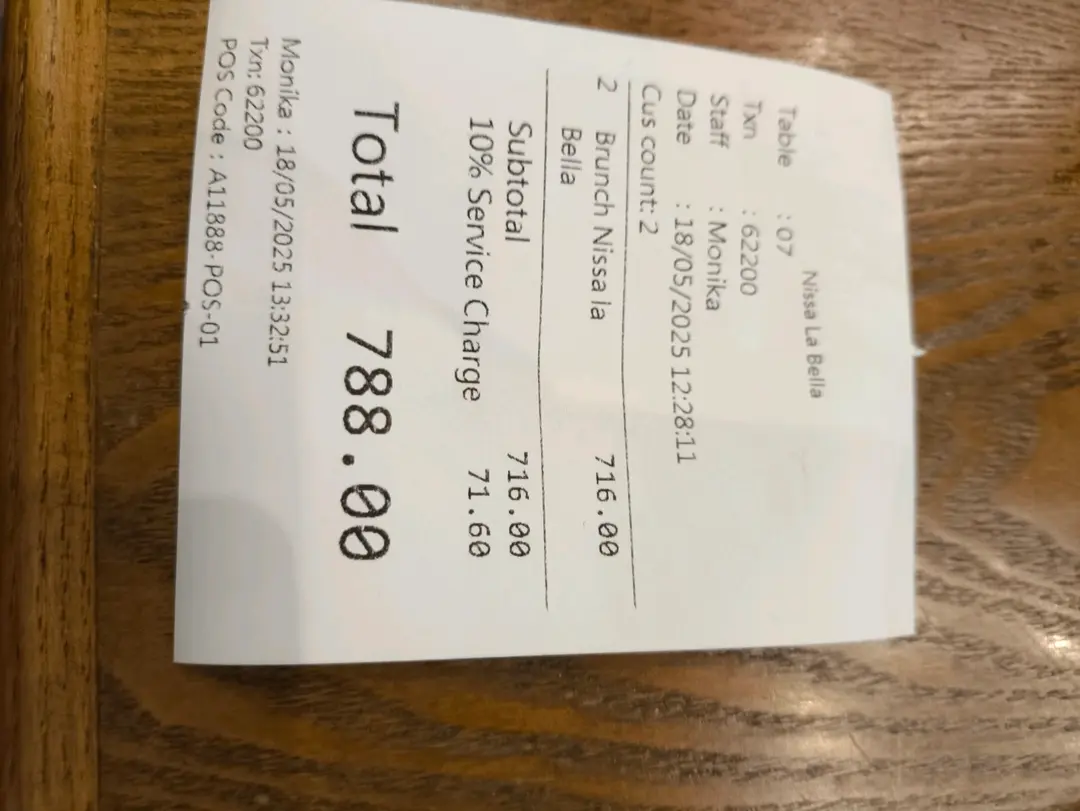 Nissa La Bella
Table : 07
Txn : 62200
Staff : Monika
Date : 18/05/2025 12:28:11
Cus count: 2
2 Brunch Nissa la 716.00
Bella
Subtotal 716.00
10% Service Charge 71.60
Total 788.00
Monika : 18/05/2025 13:32:51
Txn: 62200
POS Code : A11888- POS-01